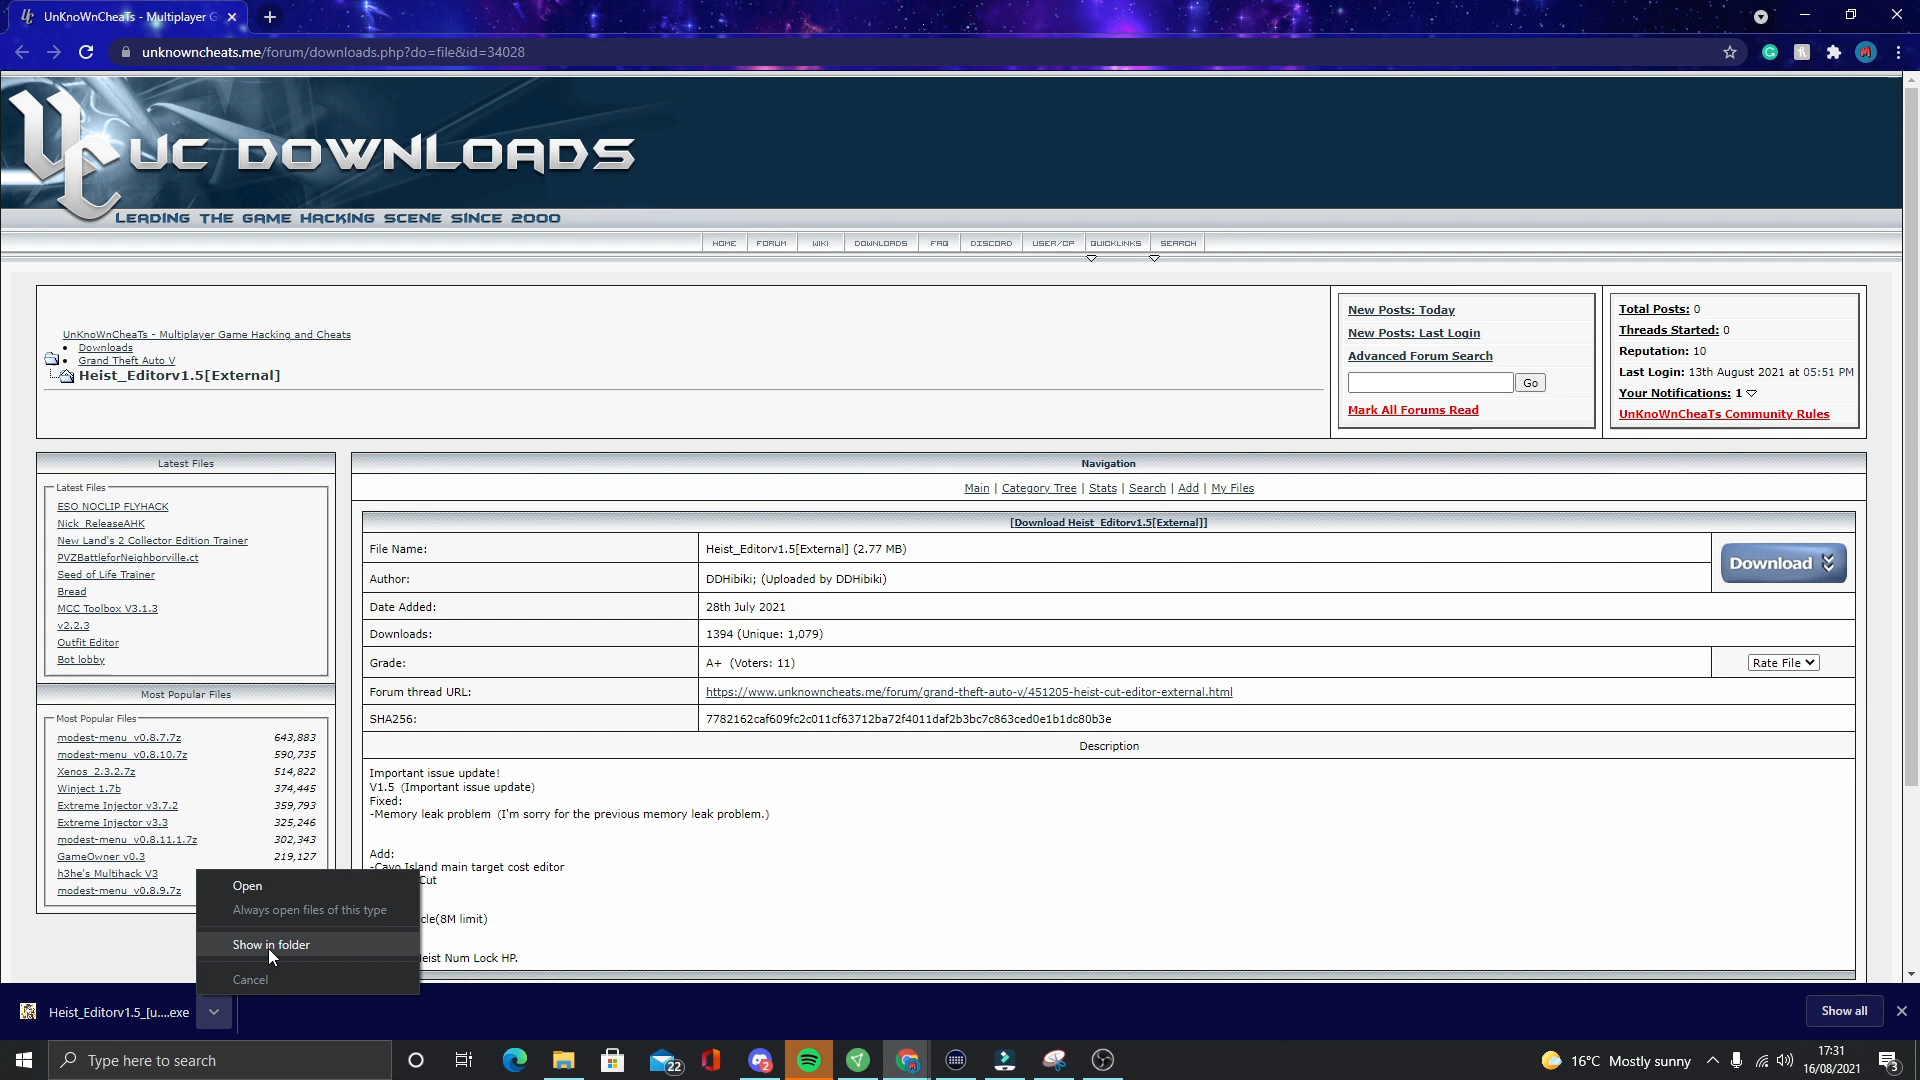 UnKnoWnCheaTs - Multiplayer G
unknowncheats.me/forum/downloads.php?do=file&id=34028
UC DOWNLOADS
LEADING THE GAME HACKING SCENE SINCE 2000
HOME
FORUM
WIKI
DOWNLOADS
FAQ
DISCORD
USER/CP
QUICKLINKS
SEARCH
UnKnoWnCheaTs - Multiplayer Game Hacking and Cheats
Downloads
Grand Theft Auto V
Heist_Editorv1.5[External]
New Posts: Today
New Posts: Last Login
Advanced Forum Search
Go
Mark All Forums Read
Total Posts: 0
Threads Started: 0
Reputation: 10
Last Login: 13th August 2021 at 05:51 PM
Your Notifications: 1
UnKnoWnCheaTs Community Rules
Latest Files
Latest Files
ESO NOCLIP FLYHACK
Nick_ReleaseAHK
New Land's 2 Collector Edition Trainer
PVZBattleforNeighborville.ct
Seed of Life Trainer
Bread
MCC Toolbox V3.1.3
v2.2.3
Outfit Editor
Bot lobby
Most Popular Files
Most Popular Files
modest-menu_v0.8.7.7z 643,883
modest-menu_v0.8.10.7z 590,735
Xenos_2.3.2.7z 514,822
Winject 1.7b 374,445
Extreme Injector v3.7.2 359,793
Extreme Injector v3.3 325,246
modest-menu_v0.8.11.1.7z 302,343
GameOwner v0.3 219,127
h3he's Multihack V3
modest-menu_v0.8.9.7z
Navigation
Main | Category Tree | Stats | Search | Add | My Files
[Download Heist_Editorv1.5[External]]
File Name: Heist_Editorv1.5[External] (2.77 MB)
Download
Author: DDHibiki; (Uploaded by DDHibiki)
Date Added: 28th July 2021
Downloads: 1394 (Unique: 1,079)
Grade: A+ (Voters: 11)
Rate File
Forum thread URL: https://www.unknowncheats.me/forum/grand-theft-auto-v/451205-heist-cut-editor-external.html
SHA256: 7782162caf609fc2c011cf63712ba72f4011daf2b3bc7c863ced0e1b1dc80b3e
Description
Important issue update!
V1.5 (Important issue update)
Fixed:
-Memory leak problem (I'm sorry for the previous memory leak problem.)
Add:
-Cayo Island main target cost editor
Cut
cle(8M limit)
Heist Num Lock HP.
Open
Always open files of this type
Show in folder
Cancel
Heist_Editorv1.5_[u....exe
Show all
Type here to search
22
2
16°C Mostly sunny
17:31
16/08/2021
3